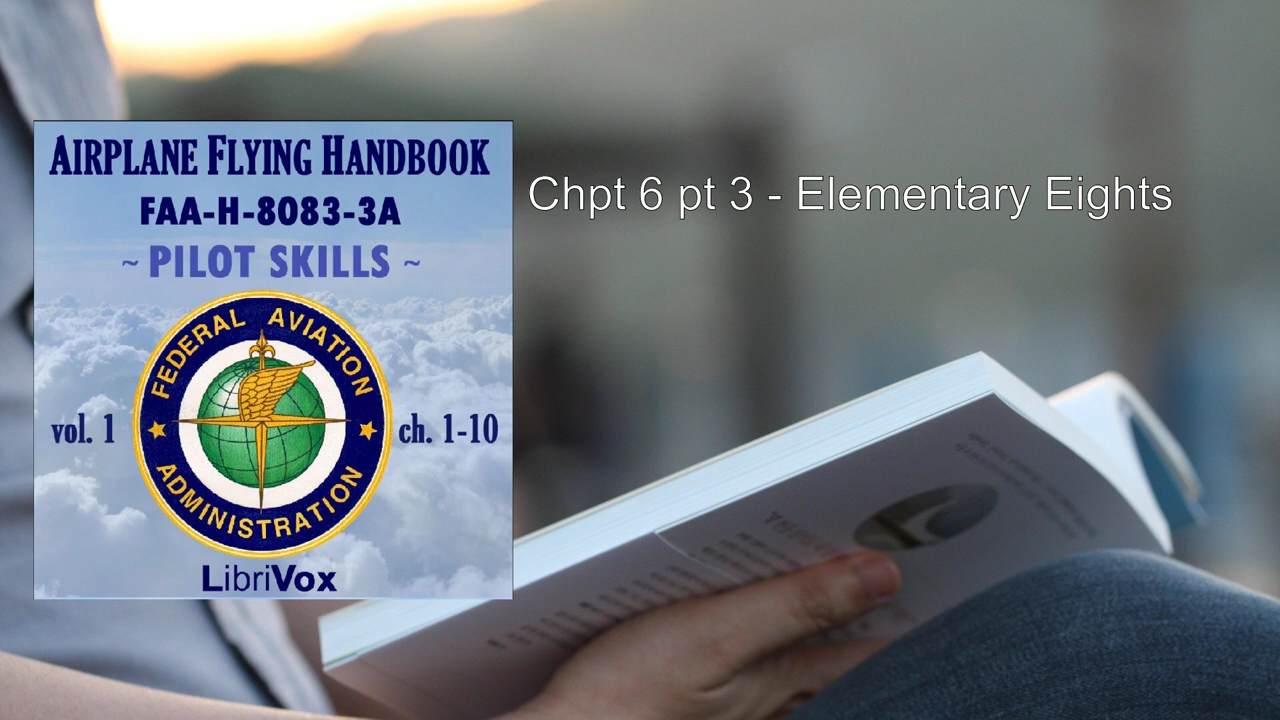 AIRPLANE FLYING HANDBOOK
FAA-H-8083-3A
~ PILOT SKILLS ~
FEDERAL AVIATION
vol. 1
ch. 1-10
ADMINISTRATION
LibriVox
Chpt 6 pt 3 - Elementary Eights